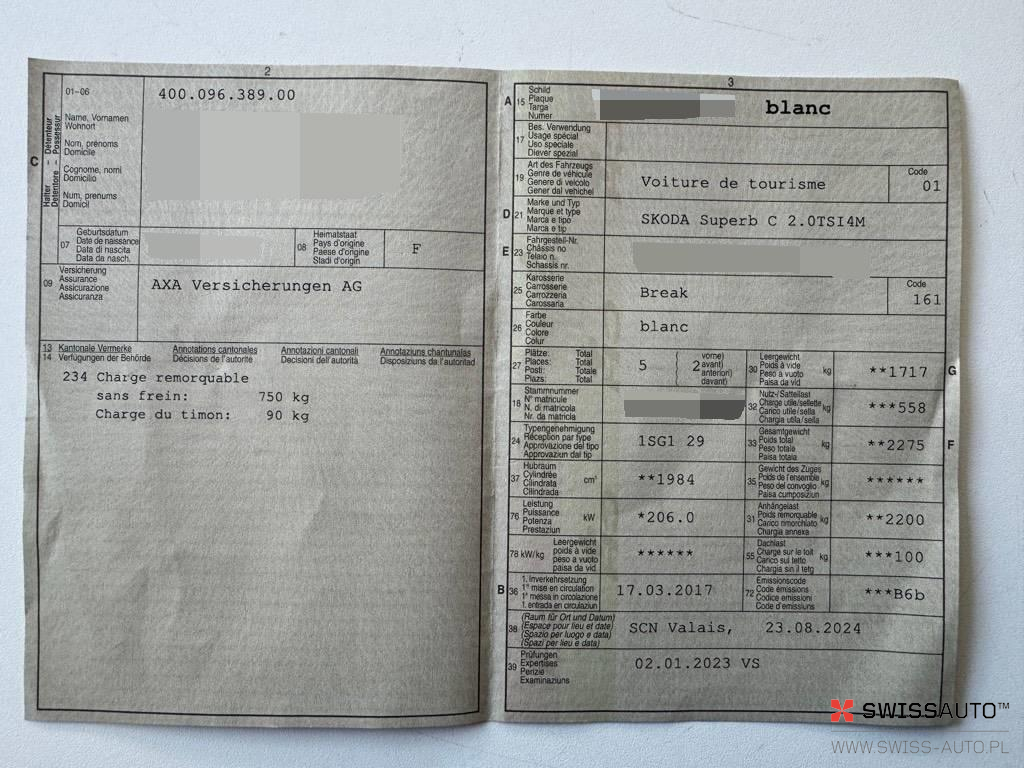 2
01-06
400.096.389.00
C
Halter – Détenteur
Detentore – Possessur
Name, Vornamen
Wohnort
Nom, prénoms
Domicile
Cognome, nomi
Domicilio
Num, prenums
Domicil
07
Geburtsdatum
Date de naissance
Data di nascita
Data da nasch.
08
Heimatstaat
Pays d'origine
Paese d'origine
Stadi d'origin
F
09
Versicherung
Assurance
Assicurazione
Assicuranza
AXA Versicherungen AG
13 Kantonale Vermerke Annotations cantonales Annotazioni cantonali Annotaziuns chantunalas
14 Verfügungen der Behörde Décisions de l'autorité Decisioni dell'autorità Disposiziuns da l'autoritad
234 Charge remorquable
sans frein: 750 kg
Charge du timon: 90 kg
3
A 15
Schild
Plaque
Targa
Numer
blanc
17
Bes. Verwendung
Usage spécial
Uso speciale
Diever spezial
19
Art des Fahrzeugs
Genre de véhicule
Genere di veicolo
Gener dal vehichel
Voiture de tourisme
Code
01
D 21
Marke und Typ
Marque et type
Marca e tipo
Marca e tip
SKODA Superb C 2.0TSI4M
E 23
Fahrgestell-Nr.
Châssis no
Telaio n.
Schassis nr.
25
Karosserie
Carrosserie
Carrozzeria
Carossaria
Break
Code
161
26
Farbe
Couleur
Colore
Colur
blanc
27
Plätze: Total
Places: Total
Posti: Totale
Plazs: Total
5
2
vorne)
avant)
anteriori)
davant)
30
Leergewicht
Poids à vide
Peso a vuoto
Paisa da vid
kg
**1717
G
18
Stammnummer
N° matricule
N. di matricola
Nr. da matricla
32
Nutz-/Sattellast
Charge utile/sellette
Carico utile/sella
Chargia utila/sella
kg
***558
24
Typengenehmigung
Réception par type
Approvazione del tipo
Approvaziun dal tip
1SG1 29
33
Gesamtgewicht
Poids total
Peso totale
Paisa totala
kg
**2275
F
37
Hubraum
Cylindrée
Cilindrata
Cilindrada
cm³
**1984
35
Gewicht des Zuges
Poids de l'ensemble
Peso del convoglio
Paisa cumposiziun
kg
******
76
Leistung
Puissance
Potenza
Prestaziun
kW
*206.0
31
Anhängelast
Poids remorquable
Carico rimorchiato
Chargia annexa
kg
**2200
78 kW/kg
Leergewicht
poids à vide
peso a vuoto
paisa da vid
******
55
Dachlast
Charge sur le toit
Carico sul tetto
Chargia sin il tetg
kg
***100
B 36
1. Inverkehrsetzung
1re mise en circulation
1a messa in circolazione
1. entrada en circulaziun
17.03.2017
72
Emissionscode
Code émissions
Codice emissioni
Code d'emissiuns
***B6b
38
(Raum für Ort und Datum)
(Espace pour lieu et date)
(Spazio per luogo e data)
(Spazi per lieu e data)
SCN Valais, 23.08.2024
39
Prüfungen
Expertises
Perizie
Examinaziuns
02.01.2023 VS
SWISSAUTO™
WWW.SWISS-AUTO.PL